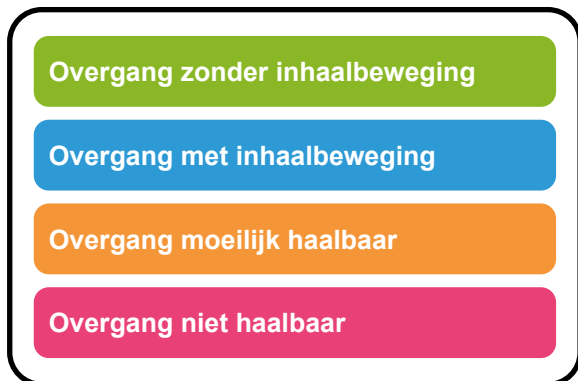 Overgang zonder inhaalbeweging
Overgang met inhaalbeweging
Overgang moeilijk haalbaar
Overgang niet haalbaar